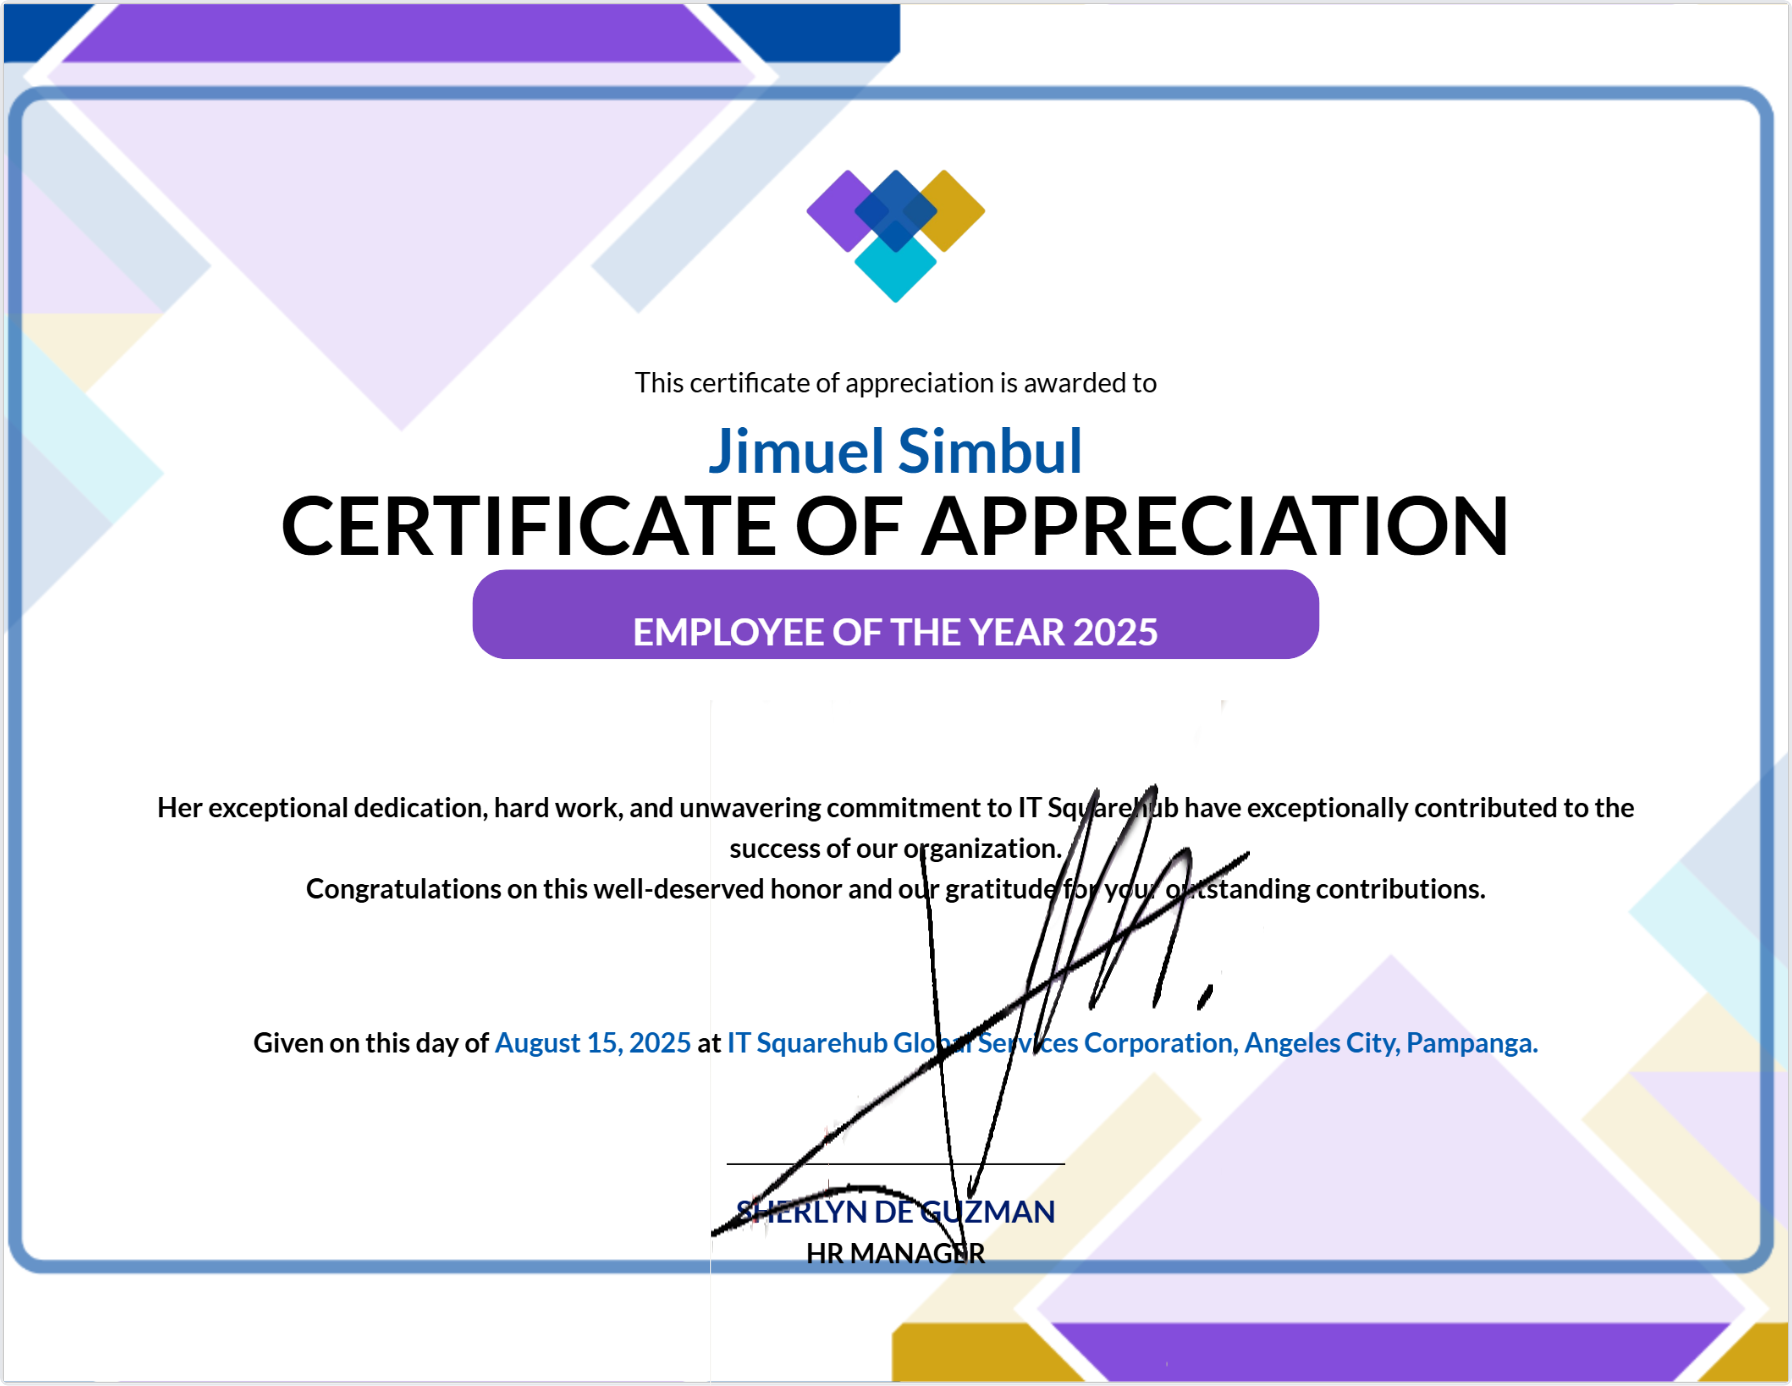 This certificate of appreciation is awarded to
Jimuel Simbul
CERTIFICATE OF APPRECIATION
EMPLOYEE OF THE YEAR 2025
Her exceptional dedication, hard work, and unwavering commitment to IT Squarehub have exceptionally contributed to the
success of our organization.
Congratulations on this well-deserved honor and our gratitude for your outstanding contributions.
Given on this day of August 15, 2025 at IT Squarehub Global Services Corporation, Angeles City, Pampanga.
SHERLYN DE GUZMAN
HR MANAGER